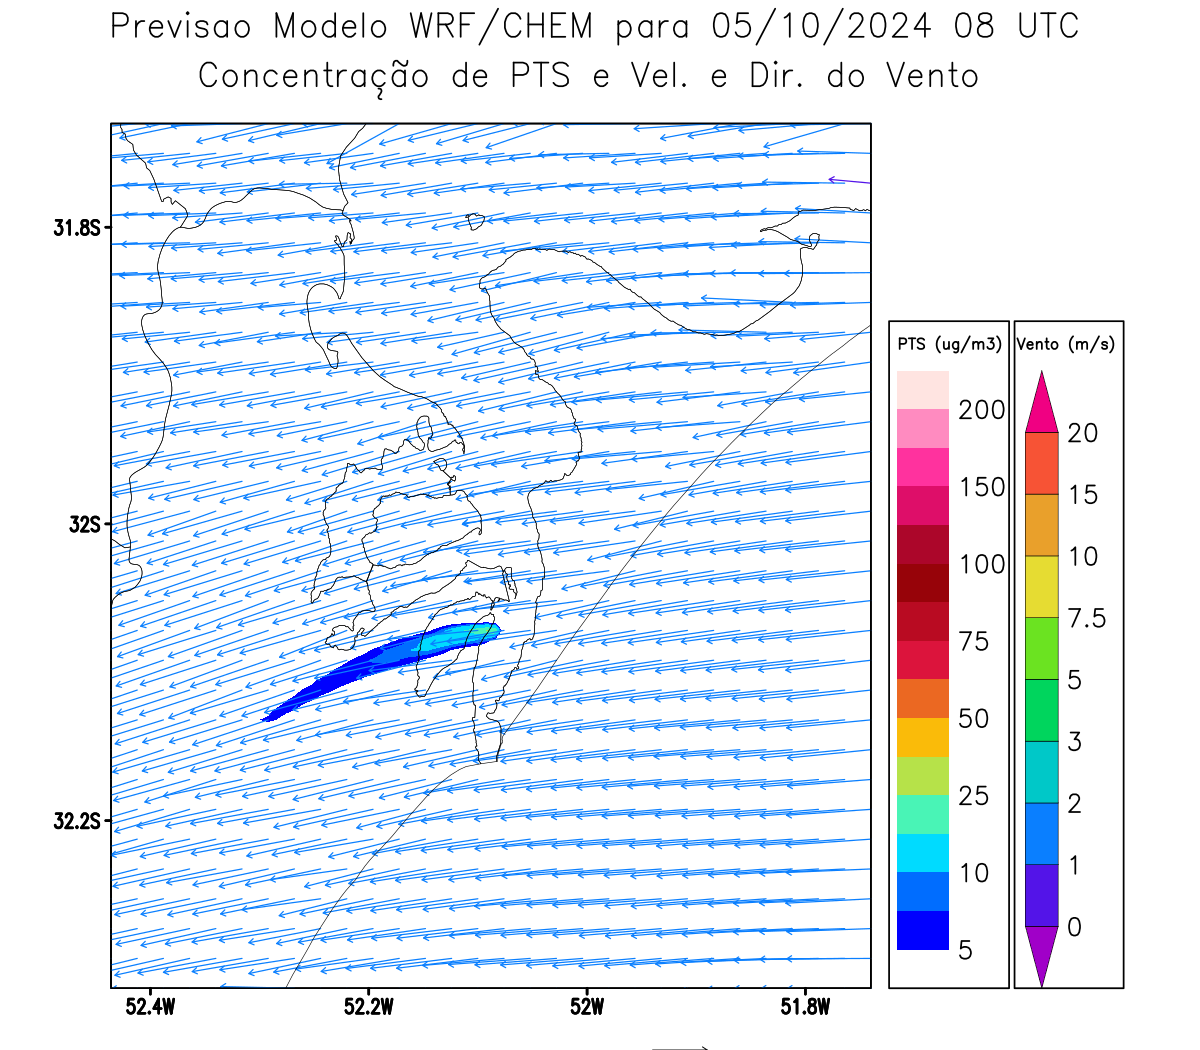 Previsao Modelo WRF/CHEM para 05/10/2024 08 UTC
Concentração de PTS e Vel. e Dir. do Vento
31.8S
32S
32.2S
52.4W
52.2W
52W
51.8W
PTS (ug/m3)
200
150
100
75
50
25
10
5
Vento (m/s)
20
15
10
7.5
5
3
2
1
0